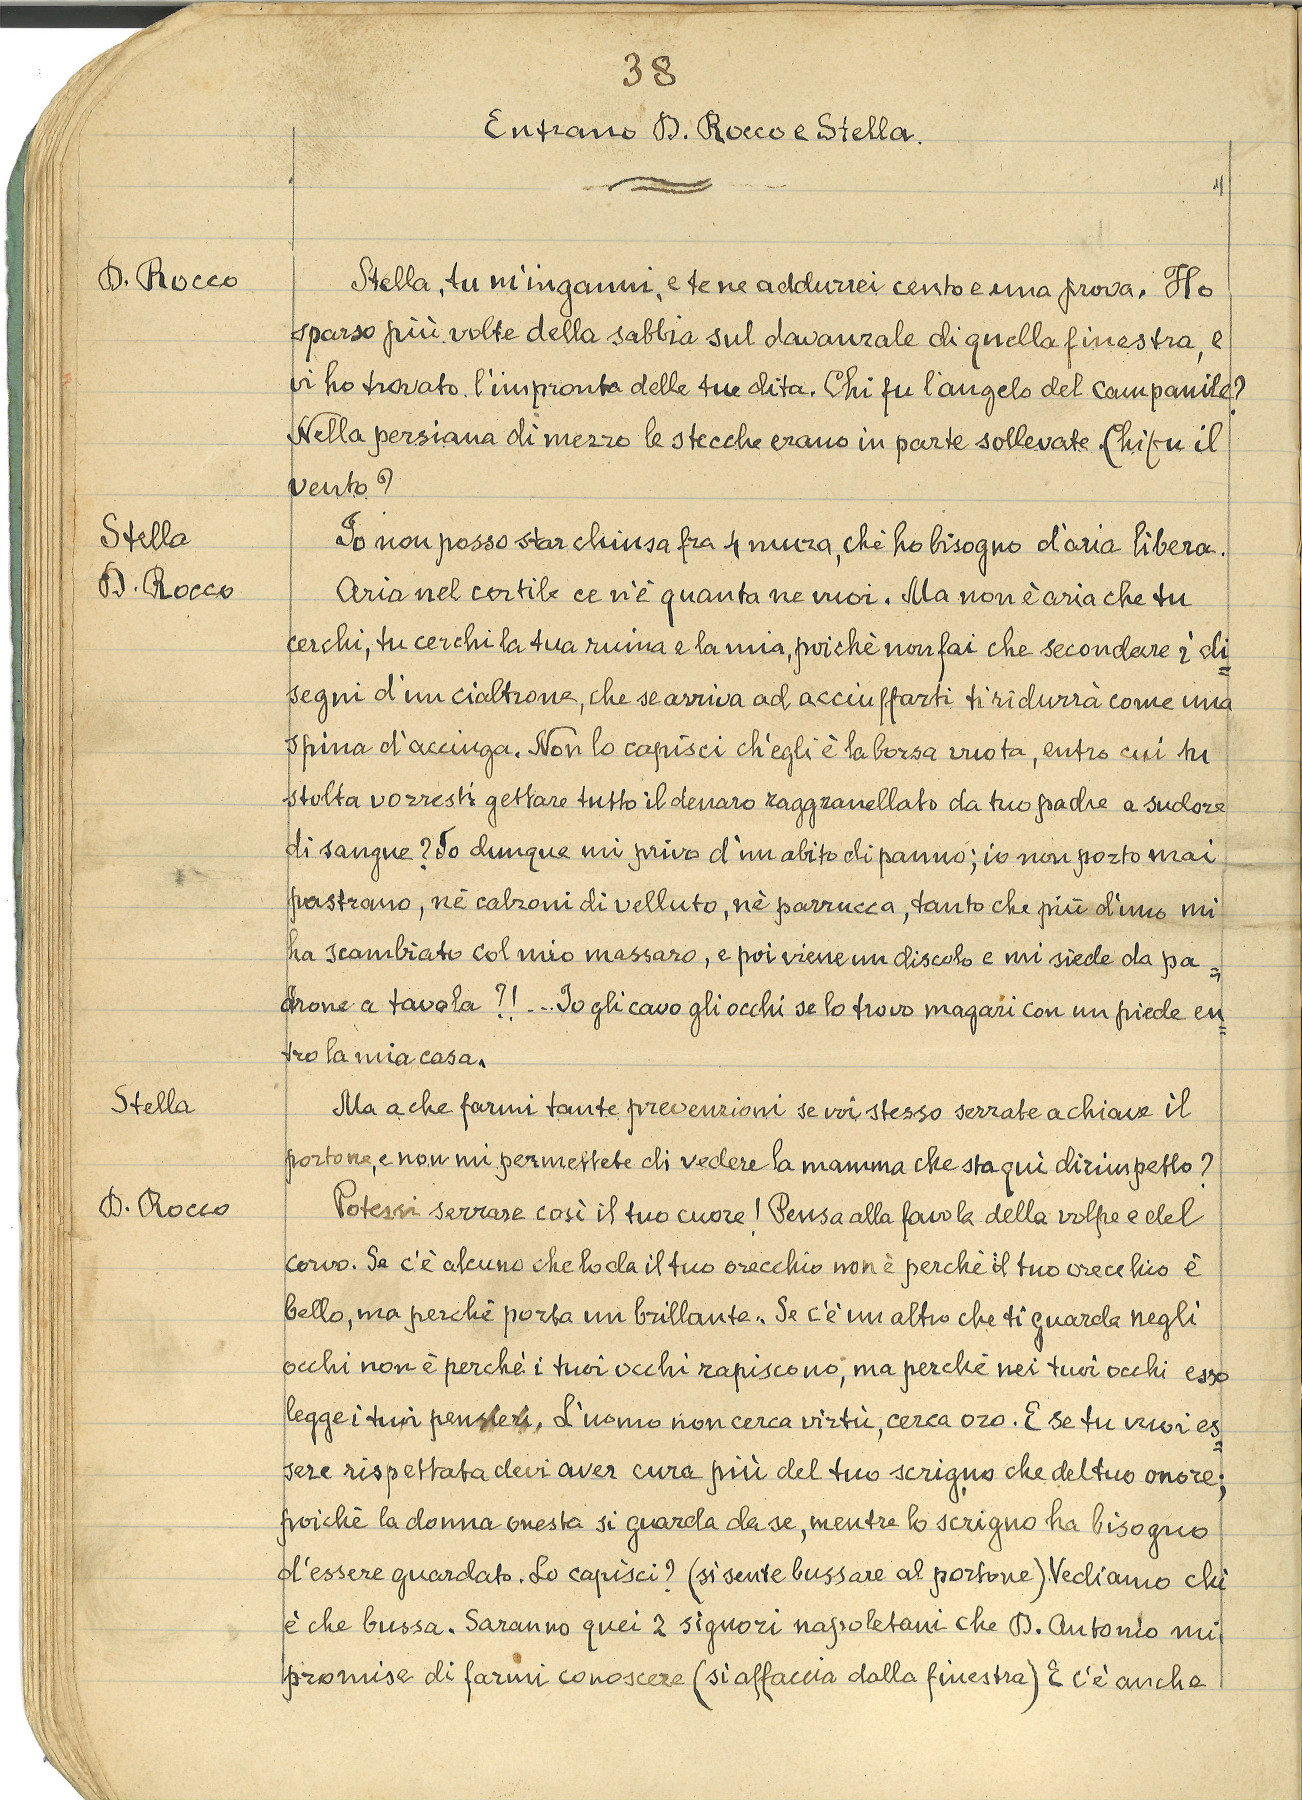 38
Entrano D. Rocco e Stella.
D. Rocco Stella, tu m'inganni, e te ne addurrei cento e una prova. Ho
sparso più volte della sabbia sul davanzale di quella finestra, e
vi ho trovato l'impronta delle tue dita. Chi fu l'angelo del campanile?
Nella persiana di mezzo le stecche erano in parte sollevate. Chi fu il
vento?
Stella Io non posso star chiusa fra 4 mura, chè ho bisogno d'aria libera.
D. Rocco Aria nel cortile ce n'è quanta ne vuoi. Ma non è aria che tu
cerchi, tu cerchi la tua ruina e la mia, poichè non fai che secondare i di=
segni d'un cialtrone, che se arriva ad acciuffarti ti ridurrà come una
spina d'acciuga. Non lo capisci ch'egli è la borsa vuota, entro cui tu
stolta vorresti gettare tutto il denaro raggranellato da tuo padre a sudore
di sangue? Io dunque mi privo d'un abito di panno; io non porto mai
pastrano, nè calzoni di velluto, nè parrucca, tanto che più d'uno mi
ha scambiato col mio massaro, e poi viene un discolo e mi siede da pa=
drone a tavola?!... Io gli cavo gli occhi se lo trovo magari con un piede en=
tro la mia casa.
Stella Ma a che farmi tante prevenzioni se voi stesso serrate a chiave il
portone, e non mi permettete di vedere la mamma che sta quì dirimpetto?
D. Rocco Potessi serrare così il tuo cuore! Pensa alla favola della volpe e del
corvo. Se c'è alcuno che loda il tuo orecchio non è perchè il tuo orecchio è
bello, ma perchè porta un brillante. Se c'è un altro che ti guarda negli
occhi non è perchè i tuoi occhi rapiscono, ma perchè nei tuoi occhi esso
legge i tuoi pensieri. L'uomo non cerca virtù, cerca oro. E se tu vuoi es=
sere rispettata devi aver cura più del tuo scrigno che del tuo onore;
poichè la donna onesta si guarda da se, mentre lo scrigno ha bisogno
d'essere guardato. Lo capisci? (si sente bussare al portone) Vediamo chi
è che bussa. Saranno quei 2 signori napoletani che D. Antonio mi
promise di farmi conoscere (si affaccia dalla finestra) E c'è anche